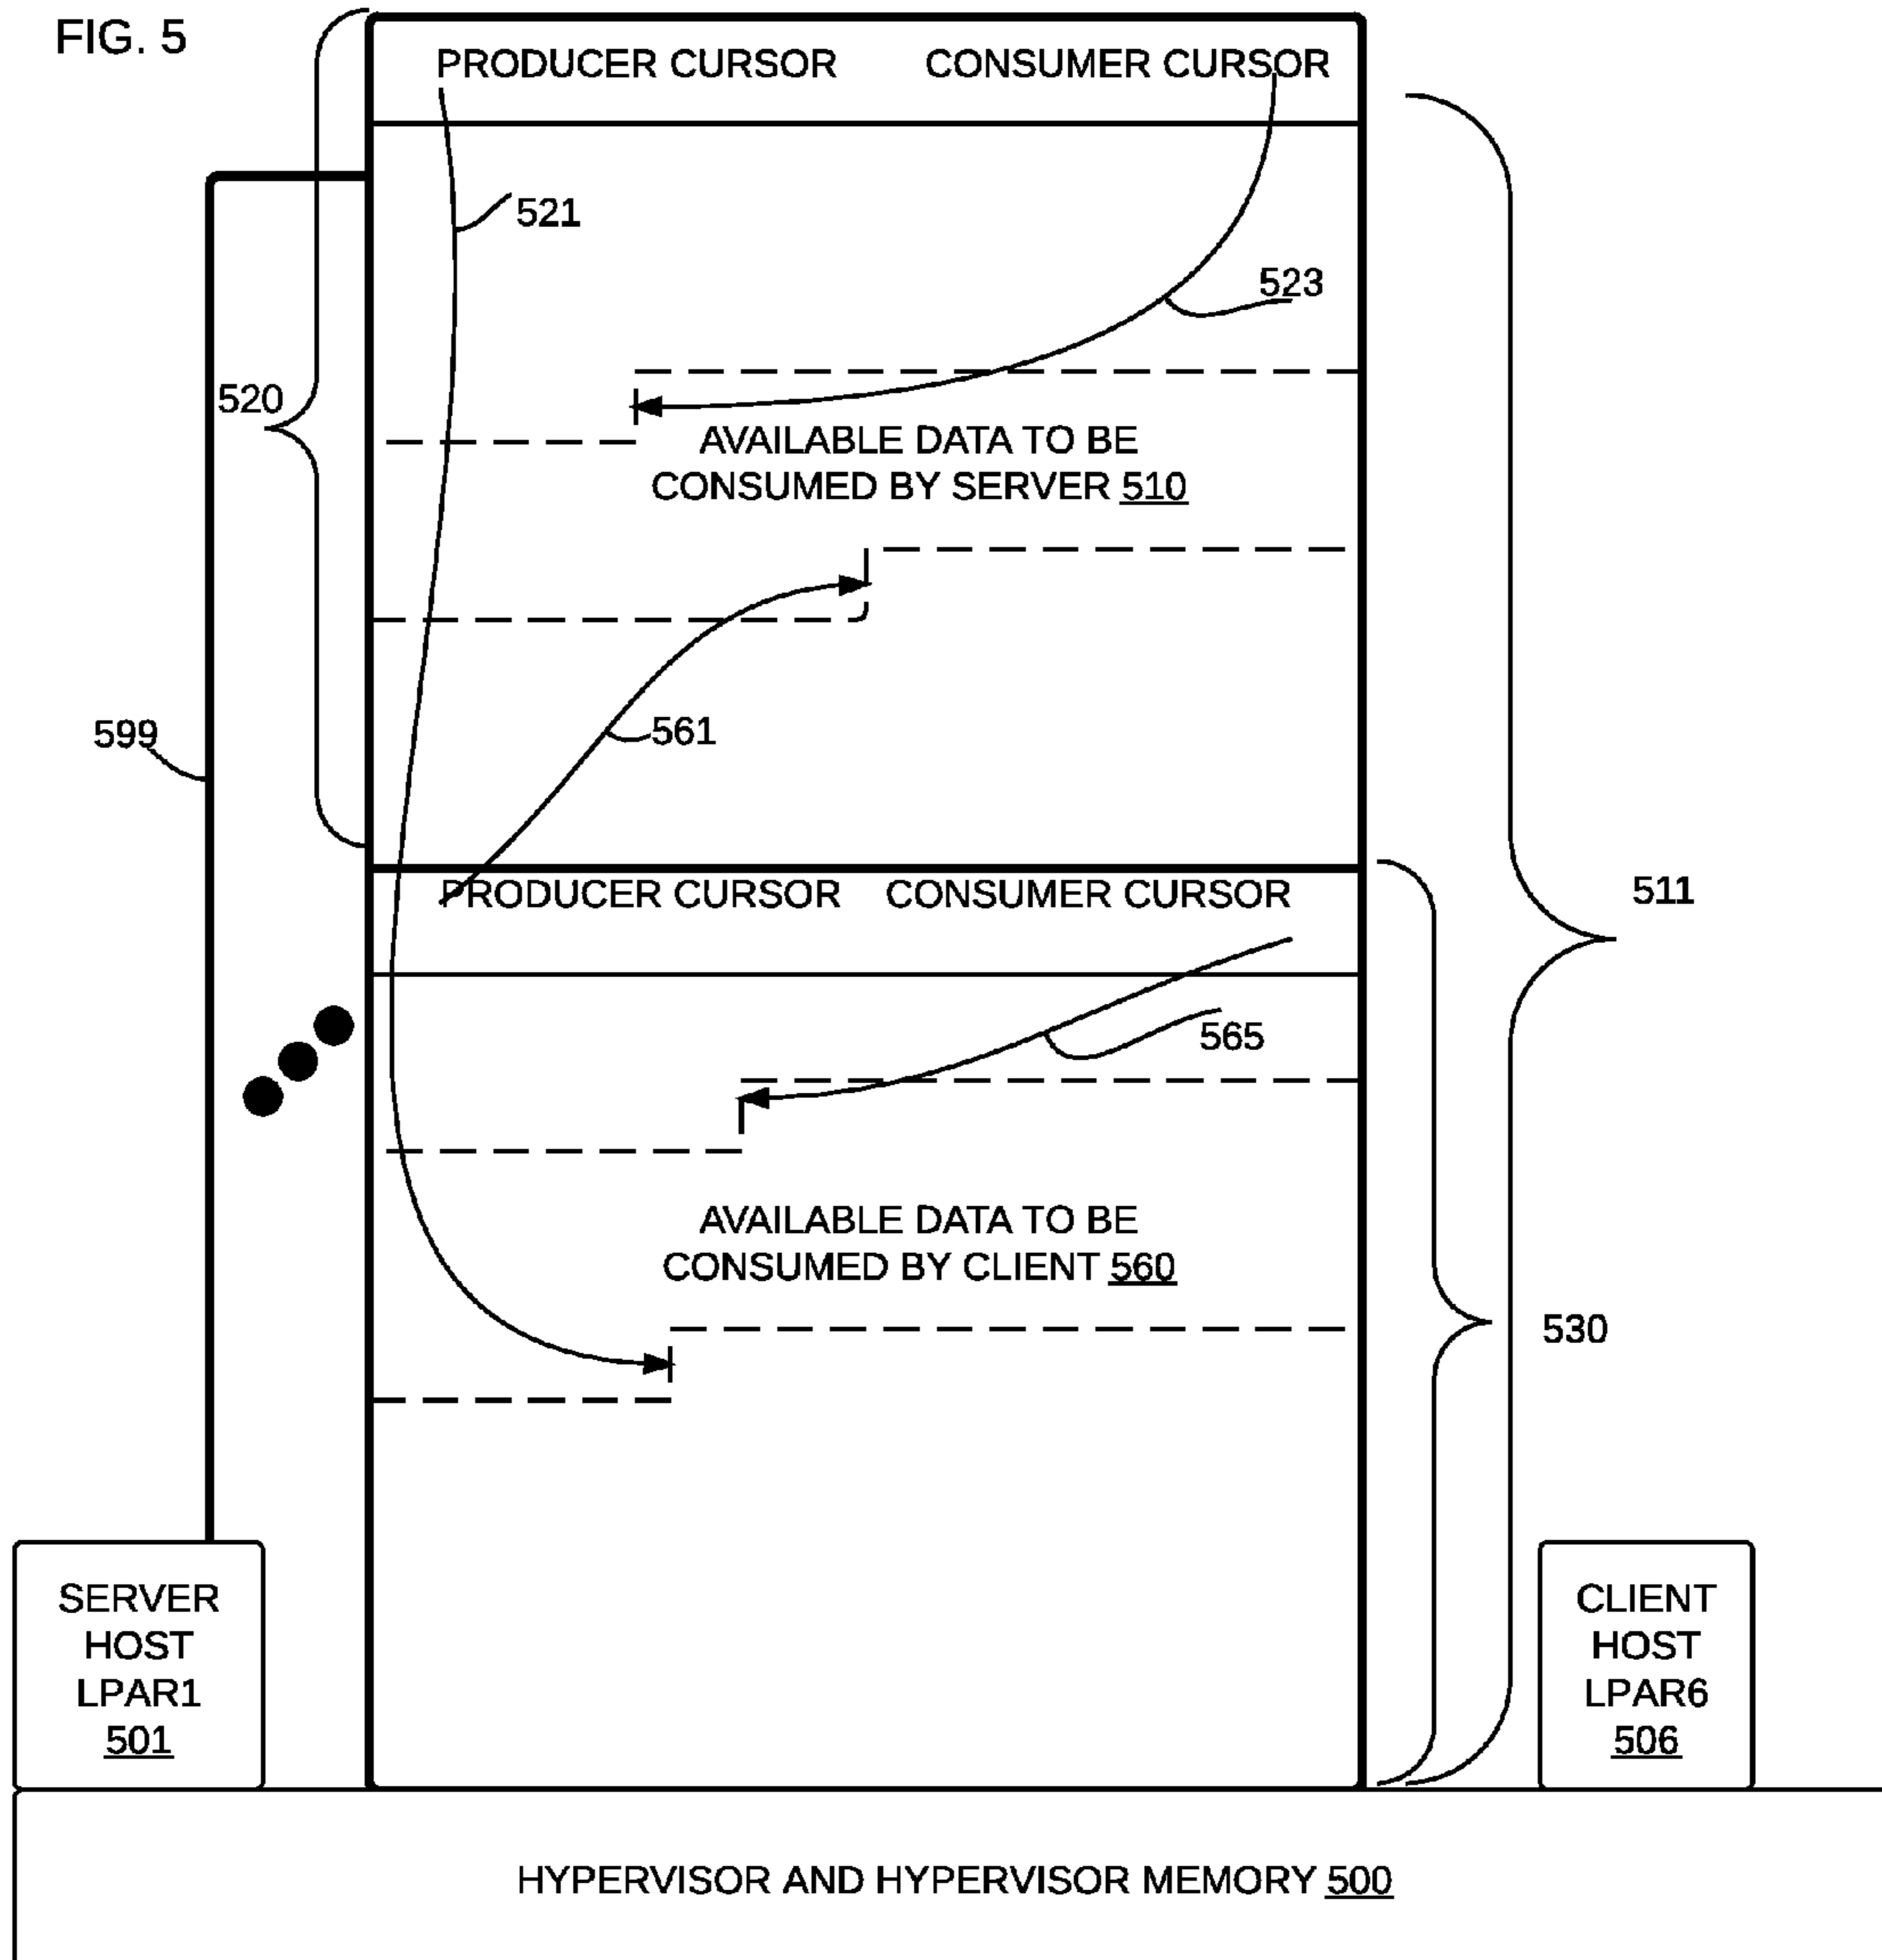 FIG. 5
PRODUCER CURSOR CONSUMER CURSOR
521
523
520
AVAILABLE DATA TO BE
CONSUMED BY SERVER 510
599
561
PRODUCER CURSOR CONSUMER CURSOR
511
565
AVAILABLE DATA TO BE
CONSUMED BY CLIENT 560
530
SERVER
HOST
LPAR1
501
CLIENT
HOST
LPAR6
506
HYPERVISOR AND HYPERVISOR MEMORY 500